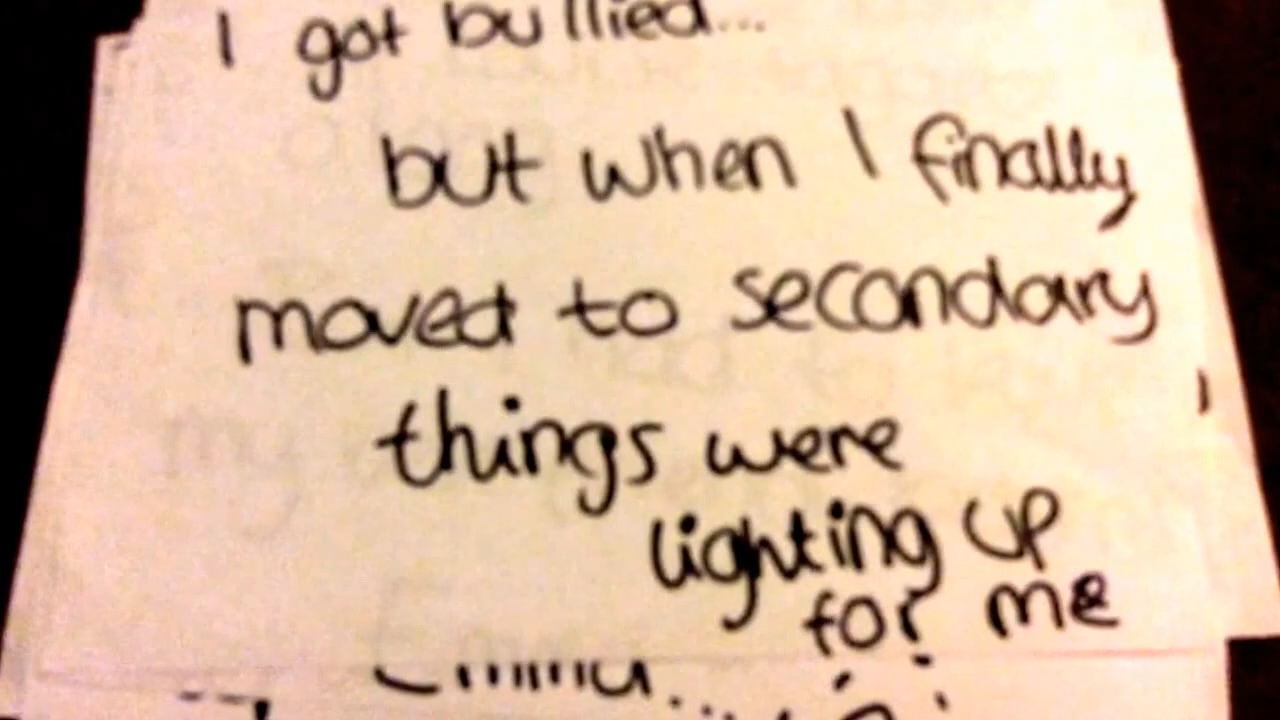 I got bullied...
but when I finally
moved to secondary
things were
lighting up
for me